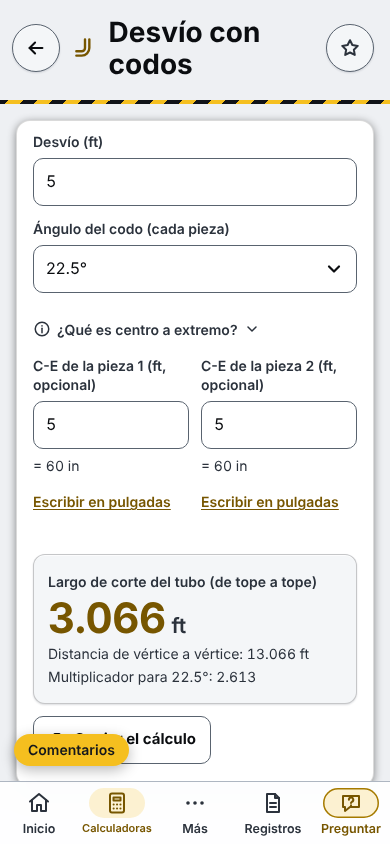 Desvío con
codos
Desvío (ft)
5
Ángulo del codo (cada pieza)
22.5°
¿Qué es centro a extremo?
C-E de la pieza 1 (ft,
opcional)
C-E de la pieza 2 (ft,
opcional)
5
5
= 60 in
= 60 in
Escribir en pulgadas
Escribir en pulgadas
Largo de corte del tubo (de tope a tope)
3.066 ft
Distancia de vértice a vértice: 13.066 ft
Multiplicador para 22.5°: 2.613
el cálculo
Comentarios
Inicio
Calculadoras
Más
Registros
Preguntar